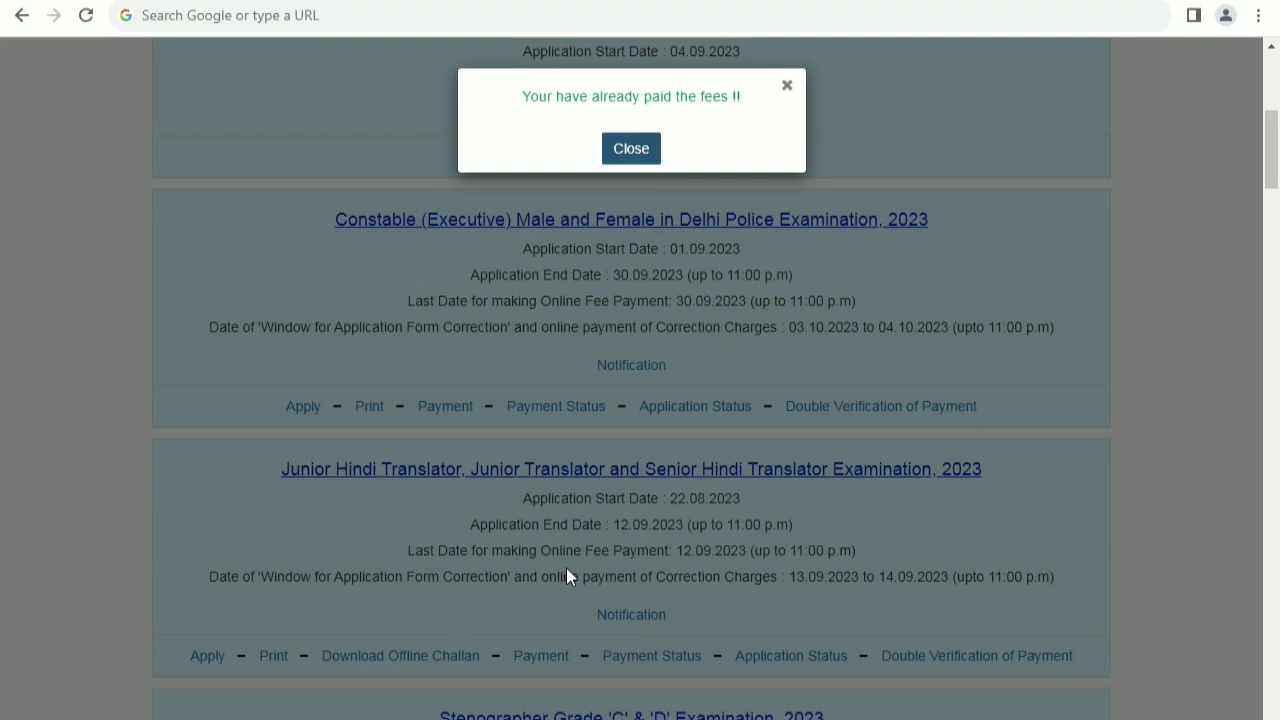 Search Google or type a URL
Application Start Date : 04.09.2023
Your have already paid the fees !!
Close
Constable (Executive) Male and Female in Delhi Police Examination, 2023
Application Start Date : 01.09.2023
Application End Date : 30.09.2023 (up to 11:00 p.m)
Last Date for making Online Fee Payment: 30.09.2023 (up to 11:00 p.m)
Date of 'Window for Application Form Correction' and online payment of Correction Charges : 03.10.2023 to 04.10.2023 (upto 11:00 p.m)
Notification
Apply - Print - Payment - Payment Status - Application Status - Double Verification of Payment
Junior Hindi Translator, Junior Translator and Senior Hindi Translator Examination, 2023
Application Start Date : 22.08.2023
Application End Date : 12.09.2023 (up to 11:00 p.m)
Last Date for making Online Fee Payment: 12.09.2023 (up to 11:00 p.m)
Date of 'Window for Application Form Correction' and online payment of Correction Charges : 13.09.2023 to 14.09.2023 (upto 11:00 p.m)
Notification
Apply - Print - Download Offline Challan - Payment - Payment Status - Application Status - Double Verification of Payment
Stenographer Grade 'C' & 'D' Examination, 2023